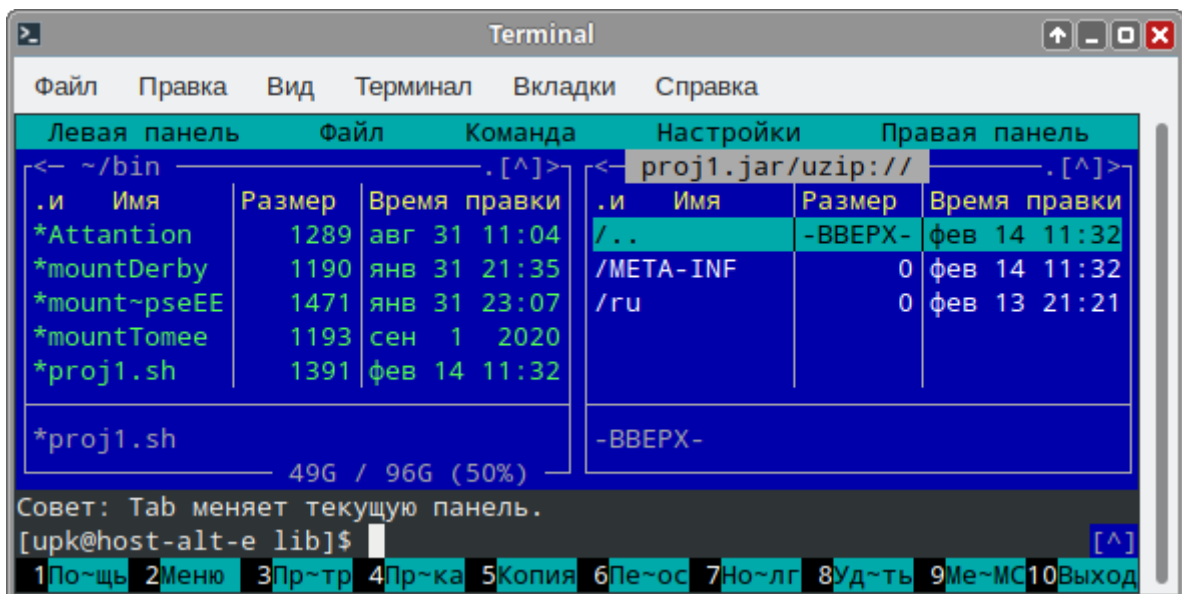 Terminal
Файл Правка Вид Терминал Вкладки Справка
Левая панель Файл Команда Настройки Правая панель
<— ~/bin .[^]> <— proj1.jar/uzip:// .[^]>
.и Имя Размер Время правки .и Имя Размер Время правки
*Attantion 1289 авг 31 11:04 /.. -ВВЕРХ- фев 14 11:32
*mountDerby 1190 янв 31 21:35 /META-INF 0 фев 14 11:32
*mount~pseEE 1471 янв 31 23:07 /ru 0 фев 13 21:21
*mountTomee 1193 сен 1 2020
*proj1.sh 1391 фев 14 11:32
*proj1.sh -ВВЕРХ-
49G / 96G (50%)
Совет: Tab меняет текущую панель.
[upk@host-alt-e lib]$ [^]
1По~щь 2Меню 3Пр~тр 4Пр~ка 5Копия 6Пе~ос 7Но~лг 8Уд~ть 9Ме~МС 10Выход